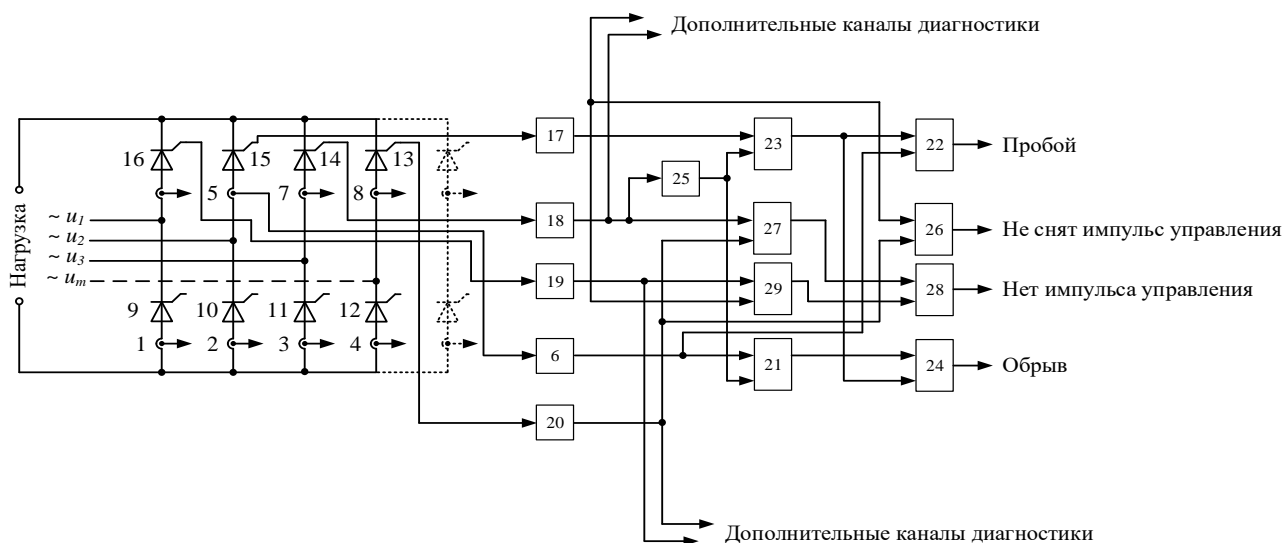 Дополнительные каналы диагностики
17
23
22
Пробой
16
15
14
13
25
1
5
7
8
18
27
26
Не снят импульс управления
Нагрузка
~ u1
~ u2
~ u3
~ um
19
29
28
Нет импульса управления
9
10
11
12
1
2
3
4
6
21
24
Обрыв
20
Дополнительные каналы диагностики